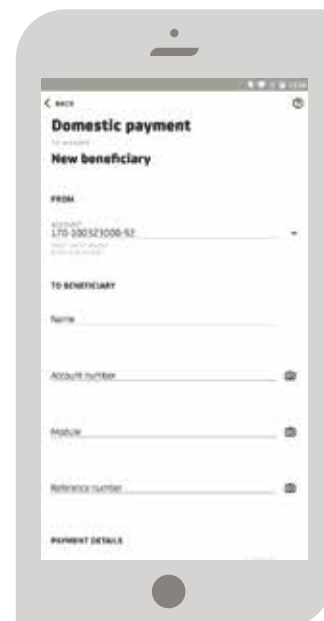 BACK
Domestic payment
New beneficiary
FROM
ACCOUNT
170-100323000-52
TO BENEFICIARY
Name
Account number
Module
Reference number
PAYMENT DETAILS